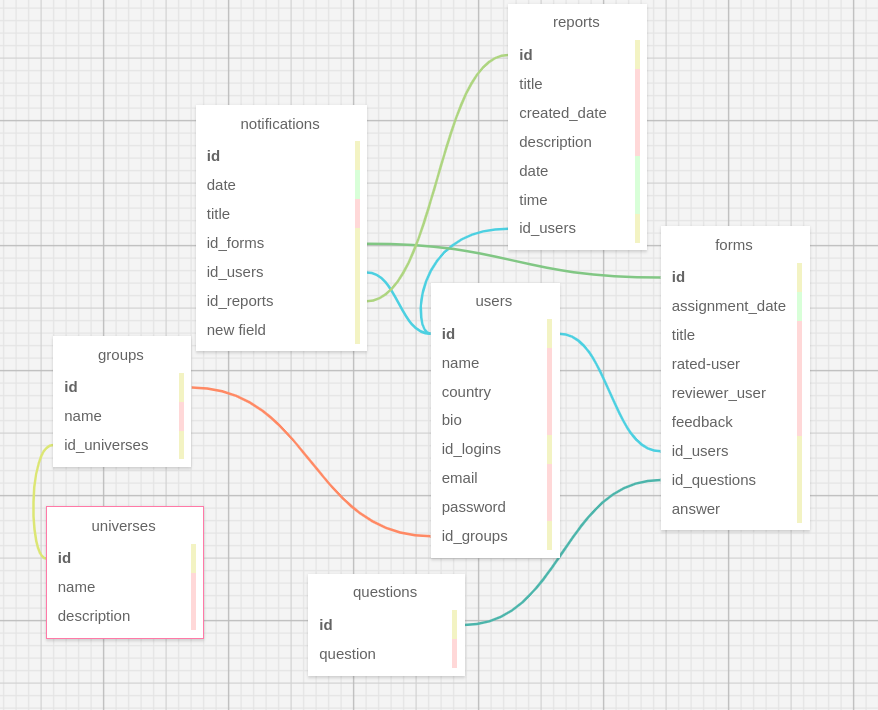 reports
id
title
created_date
description
date
time
id_users
notifications
id
date
title
id_forms
id_users
id_reports
new field
forms
id
assignment_date
title
rated-user
reviewer_user
feedback
id_users
id_questions
answer
users
id
name
country
bio
id_logins
email
password
id_groups
groups
id
name
id_universes
universes
id
name
description
questions
id
question